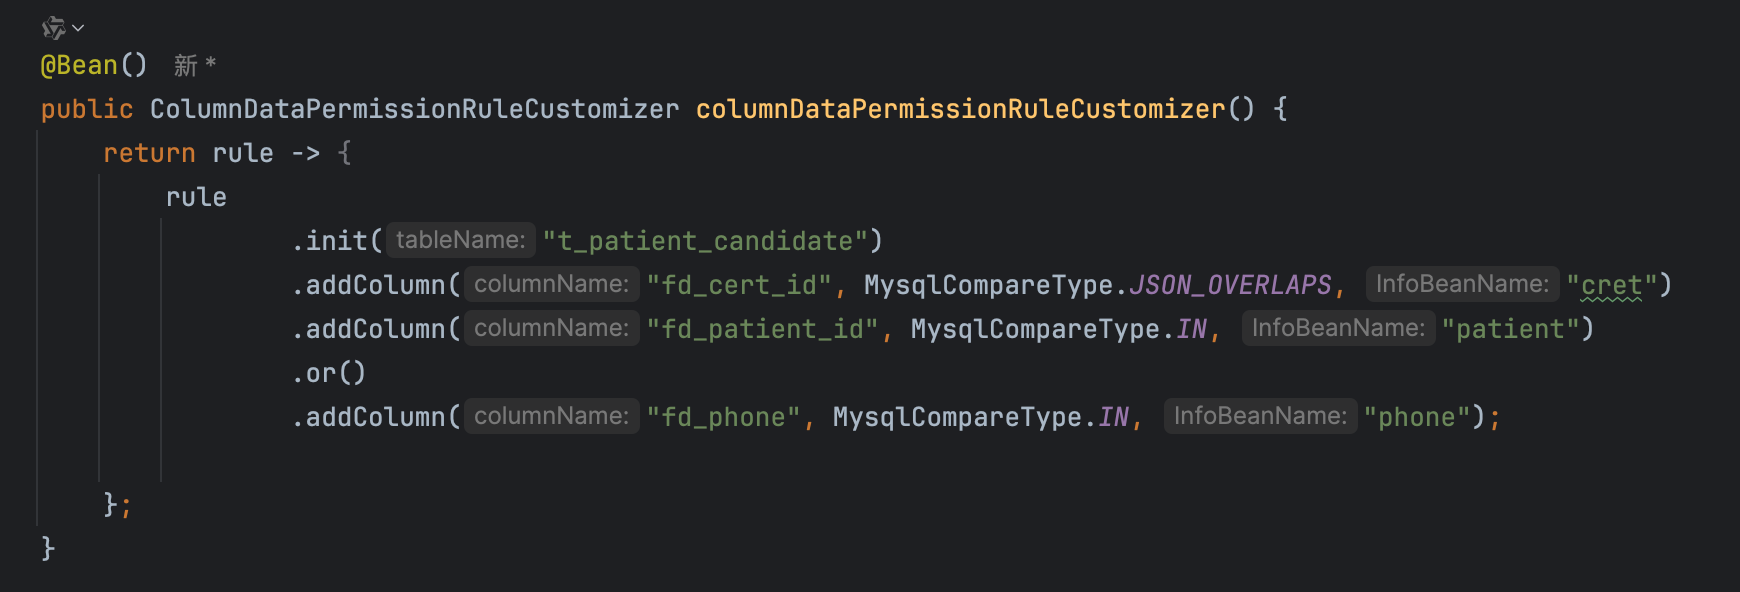 @Bean() 新 *
public ColumnDataPermissionRuleCustomizer columnDataPermissionRuleCustomizer() {
return rule -> {
rule
.init( tableName: "t_patient_candidate")
.addColumn( columnName: "fd_cert_id", MysqlCompareType.JSON_OVERLAPS, InfoBeanName: "cret")
.addColumn( columnName: "fd_patient_id", MysqlCompareType.IN, InfoBeanName: "patient")
.or()
.addColumn( columnName: "fd_phone", MysqlCompareType.IN, InfoBeanName: "phone");
};
}